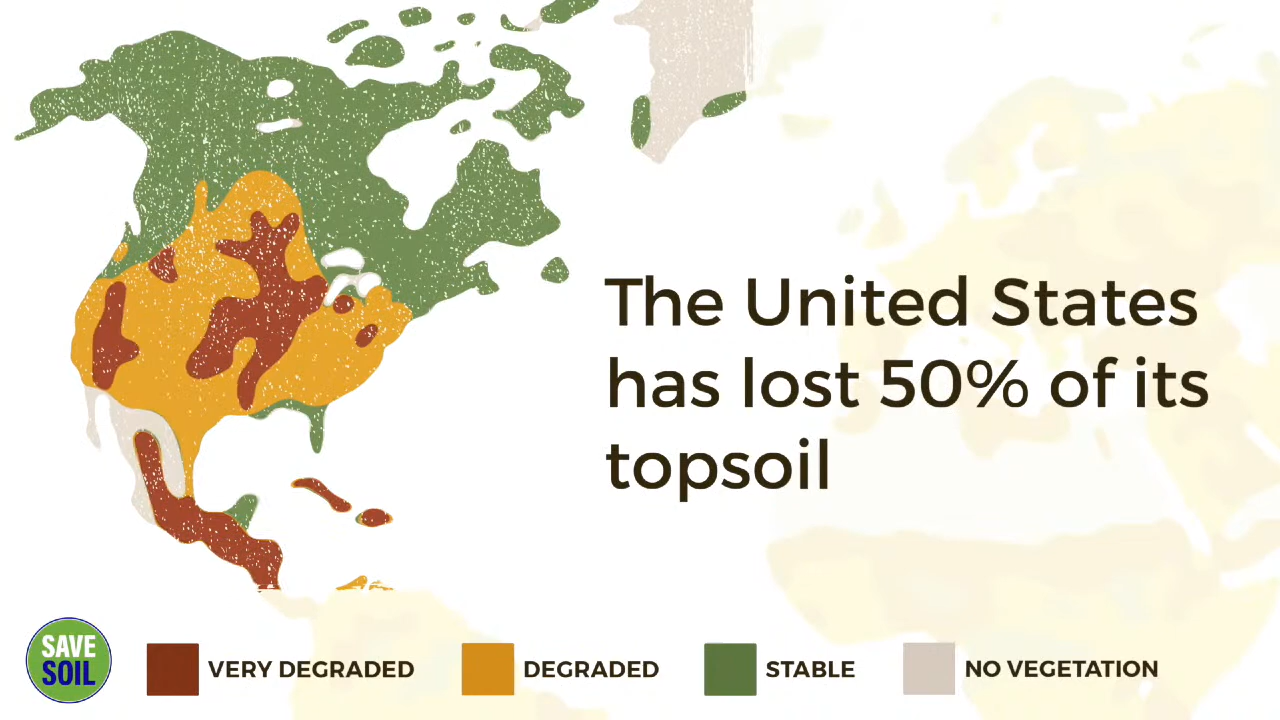 The United States
has lost 50% of its
topsoil
SAVE
SOIL
VERY DEGRADED
DEGRADED
STABLE
NO VEGETATION